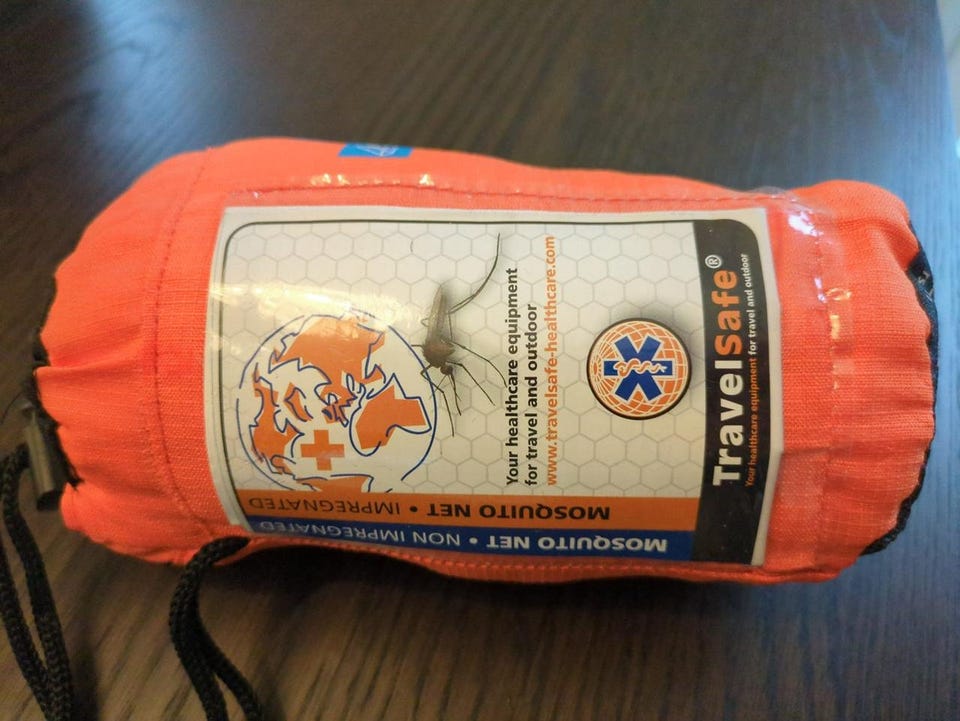 Travelsafe®
Your healthcare equipment for travel and outdoor
Your healthcare equipment
for travel and outdoor
www.travelsafe-healthcare.com
MOSQUITO NET • IMPREGNATED
MOSQUITO NET • NON IMPREGNATED